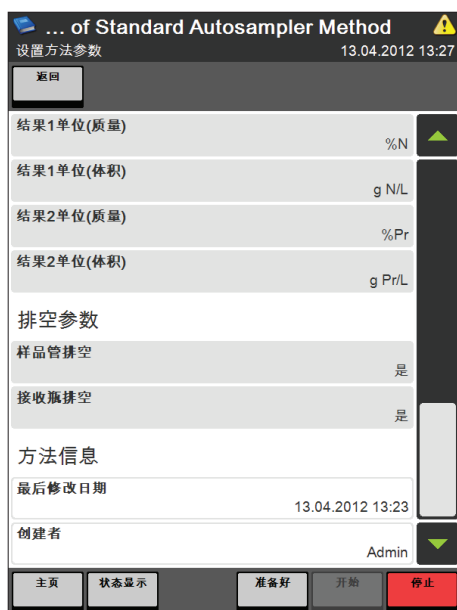 ... of Standard Autosampler Method
设置方法参数 13.04.2012 13:27
返回
结果1单位(质量)
%N
结果1单位(体积)
g N/L
结果2单位(质量)
%Pr
结果2单位(体积)
g Pr/L
排空参数
样品管排空
是
接收瓶排空
是
方法信息
最后修改日期
13.04.2012 13:23
创建者
Admin
主页 状态显示 准备好 开始 停止